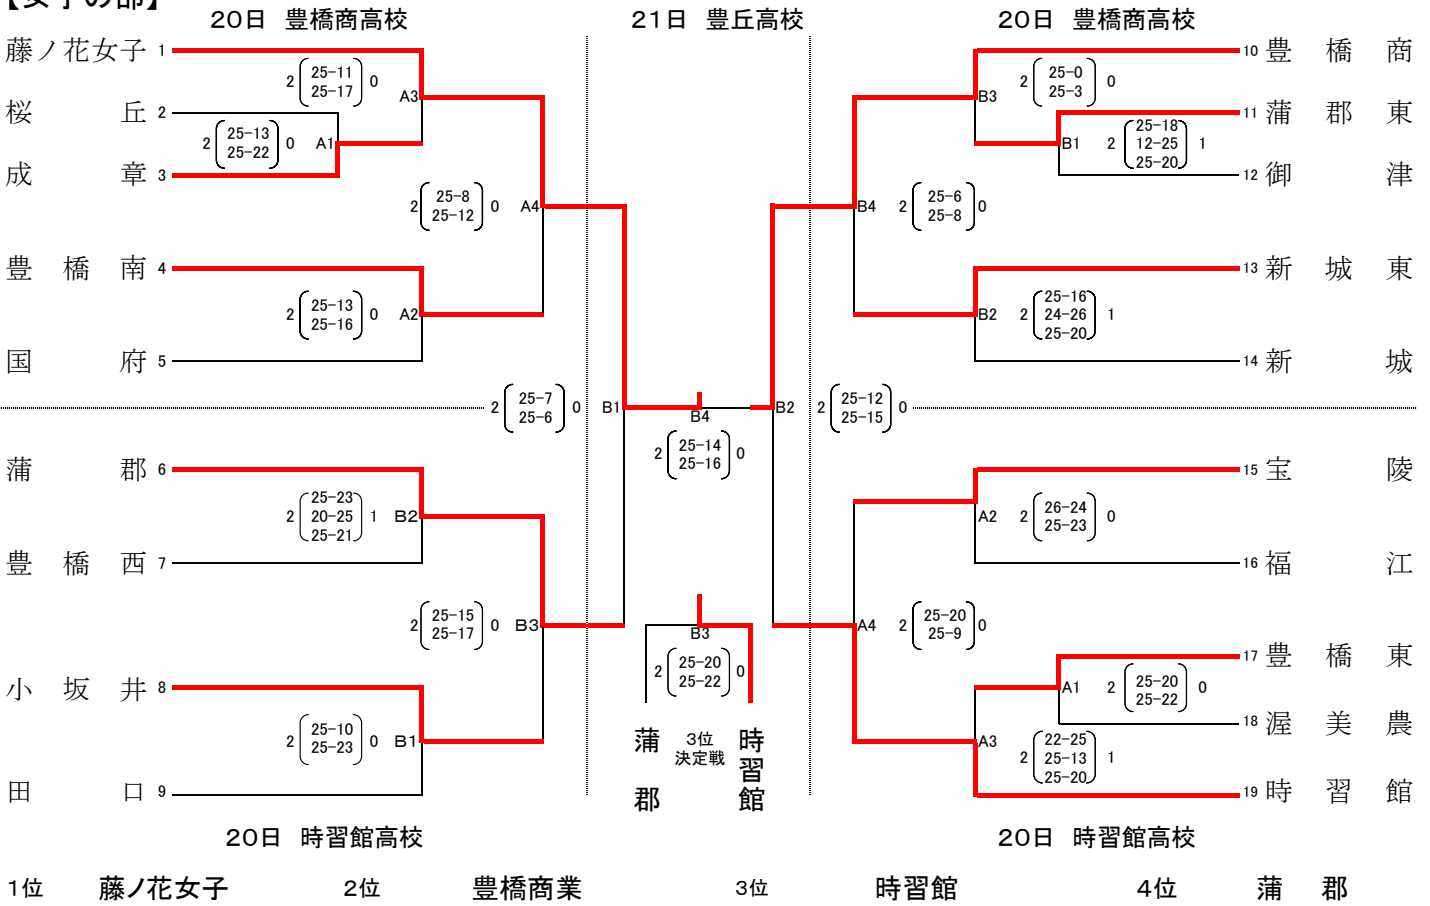 【女子の部】
20日 豊橋商高校
21日 豊丘高校
20日 豊橋商高校
藤ノ花女子 1
10 豊橋商
2 25-11 0
25-17
A3
B3
2 25-0 0
25-3
桜丘 2
11 蒲郡東
2 25-13 0 A1
25-22
B1 2 25-18 1
12-25
25-20
成章 3
12 御津
2 25-8 0 A4
25-12
B4 2 25-6 0
25-8
豊橋南 4
13 新城東
2 25-13 0 A2
25-16
B2 2 25-16 1
24-26
25-20
国府 5
14 新城
2 25-7 0 B1
25-6
B4
2 25-14 0
25-16
B2 2 25-12 0
25-15
蒲郡 6
15 宝陵
2 25-23 1 B2
20-25
25-21
A2 2 26-24 0
25-23
豊橋西 7
16 福江
2 25-15 0 B3
25-17
B3
2 25-20 0
25-22
A4 2 25-20 0
25-9
17 豊橋東
小坂井 8
A1 2 25-20 0
25-22
18 渥美農
2 25-10 0 B1
25-23
蒲郡
3位
決定戦
時習館
A3 2 22-25 1
25-13
25-20
田口 9
19 時習館
20日 時習館高校
20日 時習館高校
1位 藤ノ花女子 2位 豊橋商業 3位 時習館 4位 蒲郡